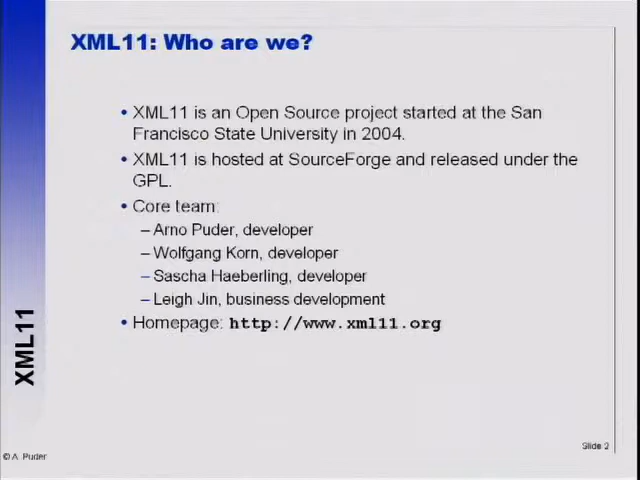 XML11: Who are we?
• XML11 is an Open Source project started at the San
Francisco State University in 2004.
• XML11 is hosted at SourceForge and released under the
GPL.
• Core team:
– Arno Puder, developer
– Wolfgang Korn, developer
– Sascha Haeberling, developer
– Leigh Jin, business development
• Homepage: http://www.xml11.org
XML11
Slide 2
© A. Puder